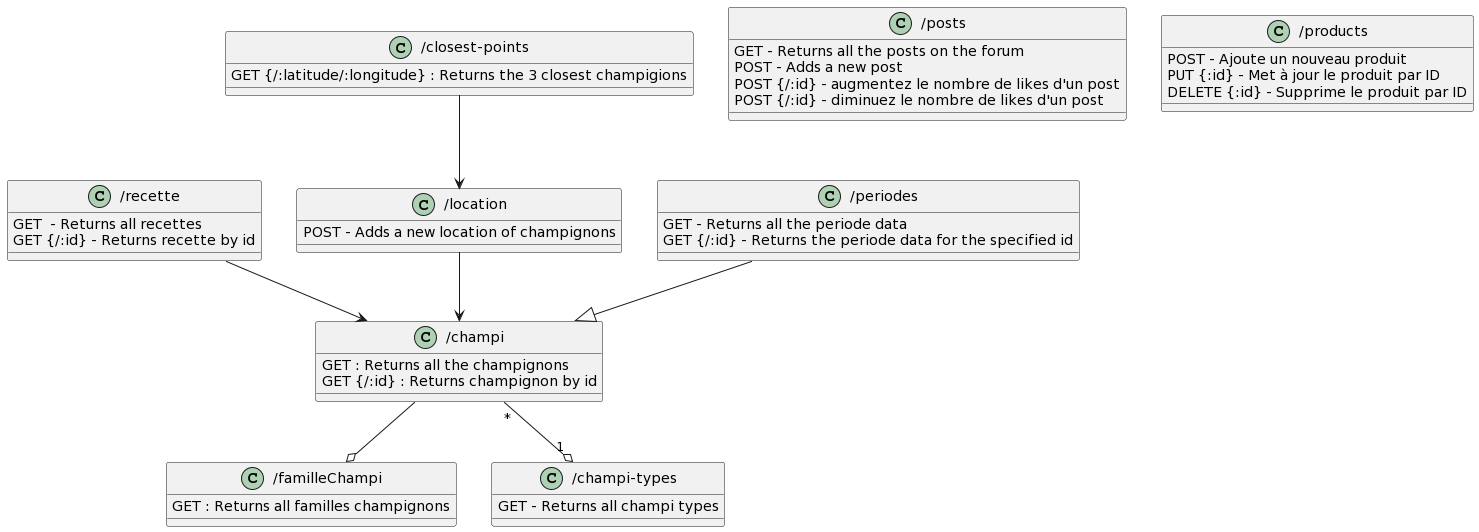 C /closest-points
GET {/:latitude/:longitude} : Returns the 3 closest champigions
C /posts
GET - Returns all the posts on the forum
POST - Adds a new post
POST {/:id} - augmentez le nombre de likes d'un post
POST {/:id} - diminuez le nombre de likes d'un post
C /products
POST - Ajoute un nouveau produit
PUT {:id} - Met à jour le produit par ID
DELETE {:id} - Supprime le produit par ID
C /recette
GET  - Returns all recettes
GET {/:id} - Returns recette by id
C /location
POST - Adds a new location of champignons
C /periodes
GET - Returns all the periode data
GET {/:id} - Returns the periode data for the specified id
C /champi
GET : Returns all the champignons
GET {/:id} : Returns champignon by id
*
1
C /familleChampi
GET : Returns all familles champignons
C /champi-types
GET - Returns all champi types